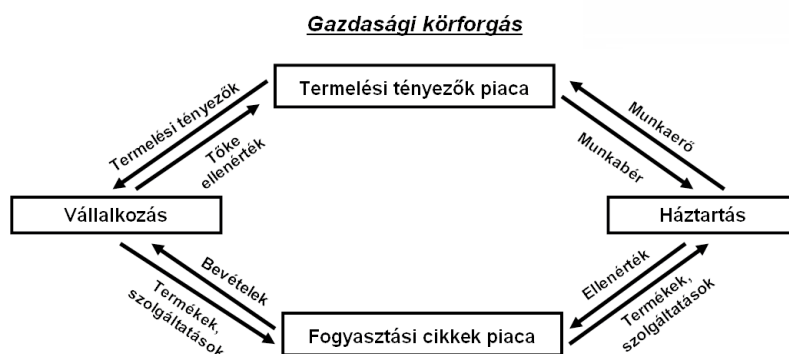 Gazdasági körforgás
Termelési tényezők piaca
Termelési tényezők
Tőke
ellenérték
Munkaerő
Munkabér
Vállalkozás
Háztartás
Bevételek
Termékek,
szolgáltatások
Ellenérték
Termékek,
szolgáltatások
Fogyasztási cikkek piaca